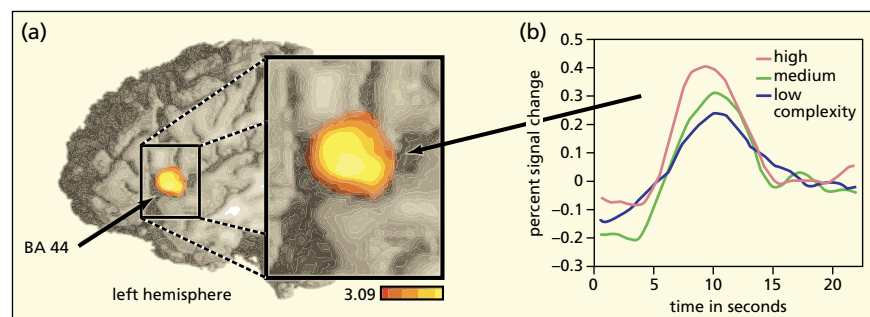 (a)
BA 44
left hemisphere
3.09
(b)
percent signal change
0.5
0.4
0.3
0.2
0.1
0
−0.1
−0.2
−0.3
high
medium
low
complexity
0
5
10
15
20
time in seconds